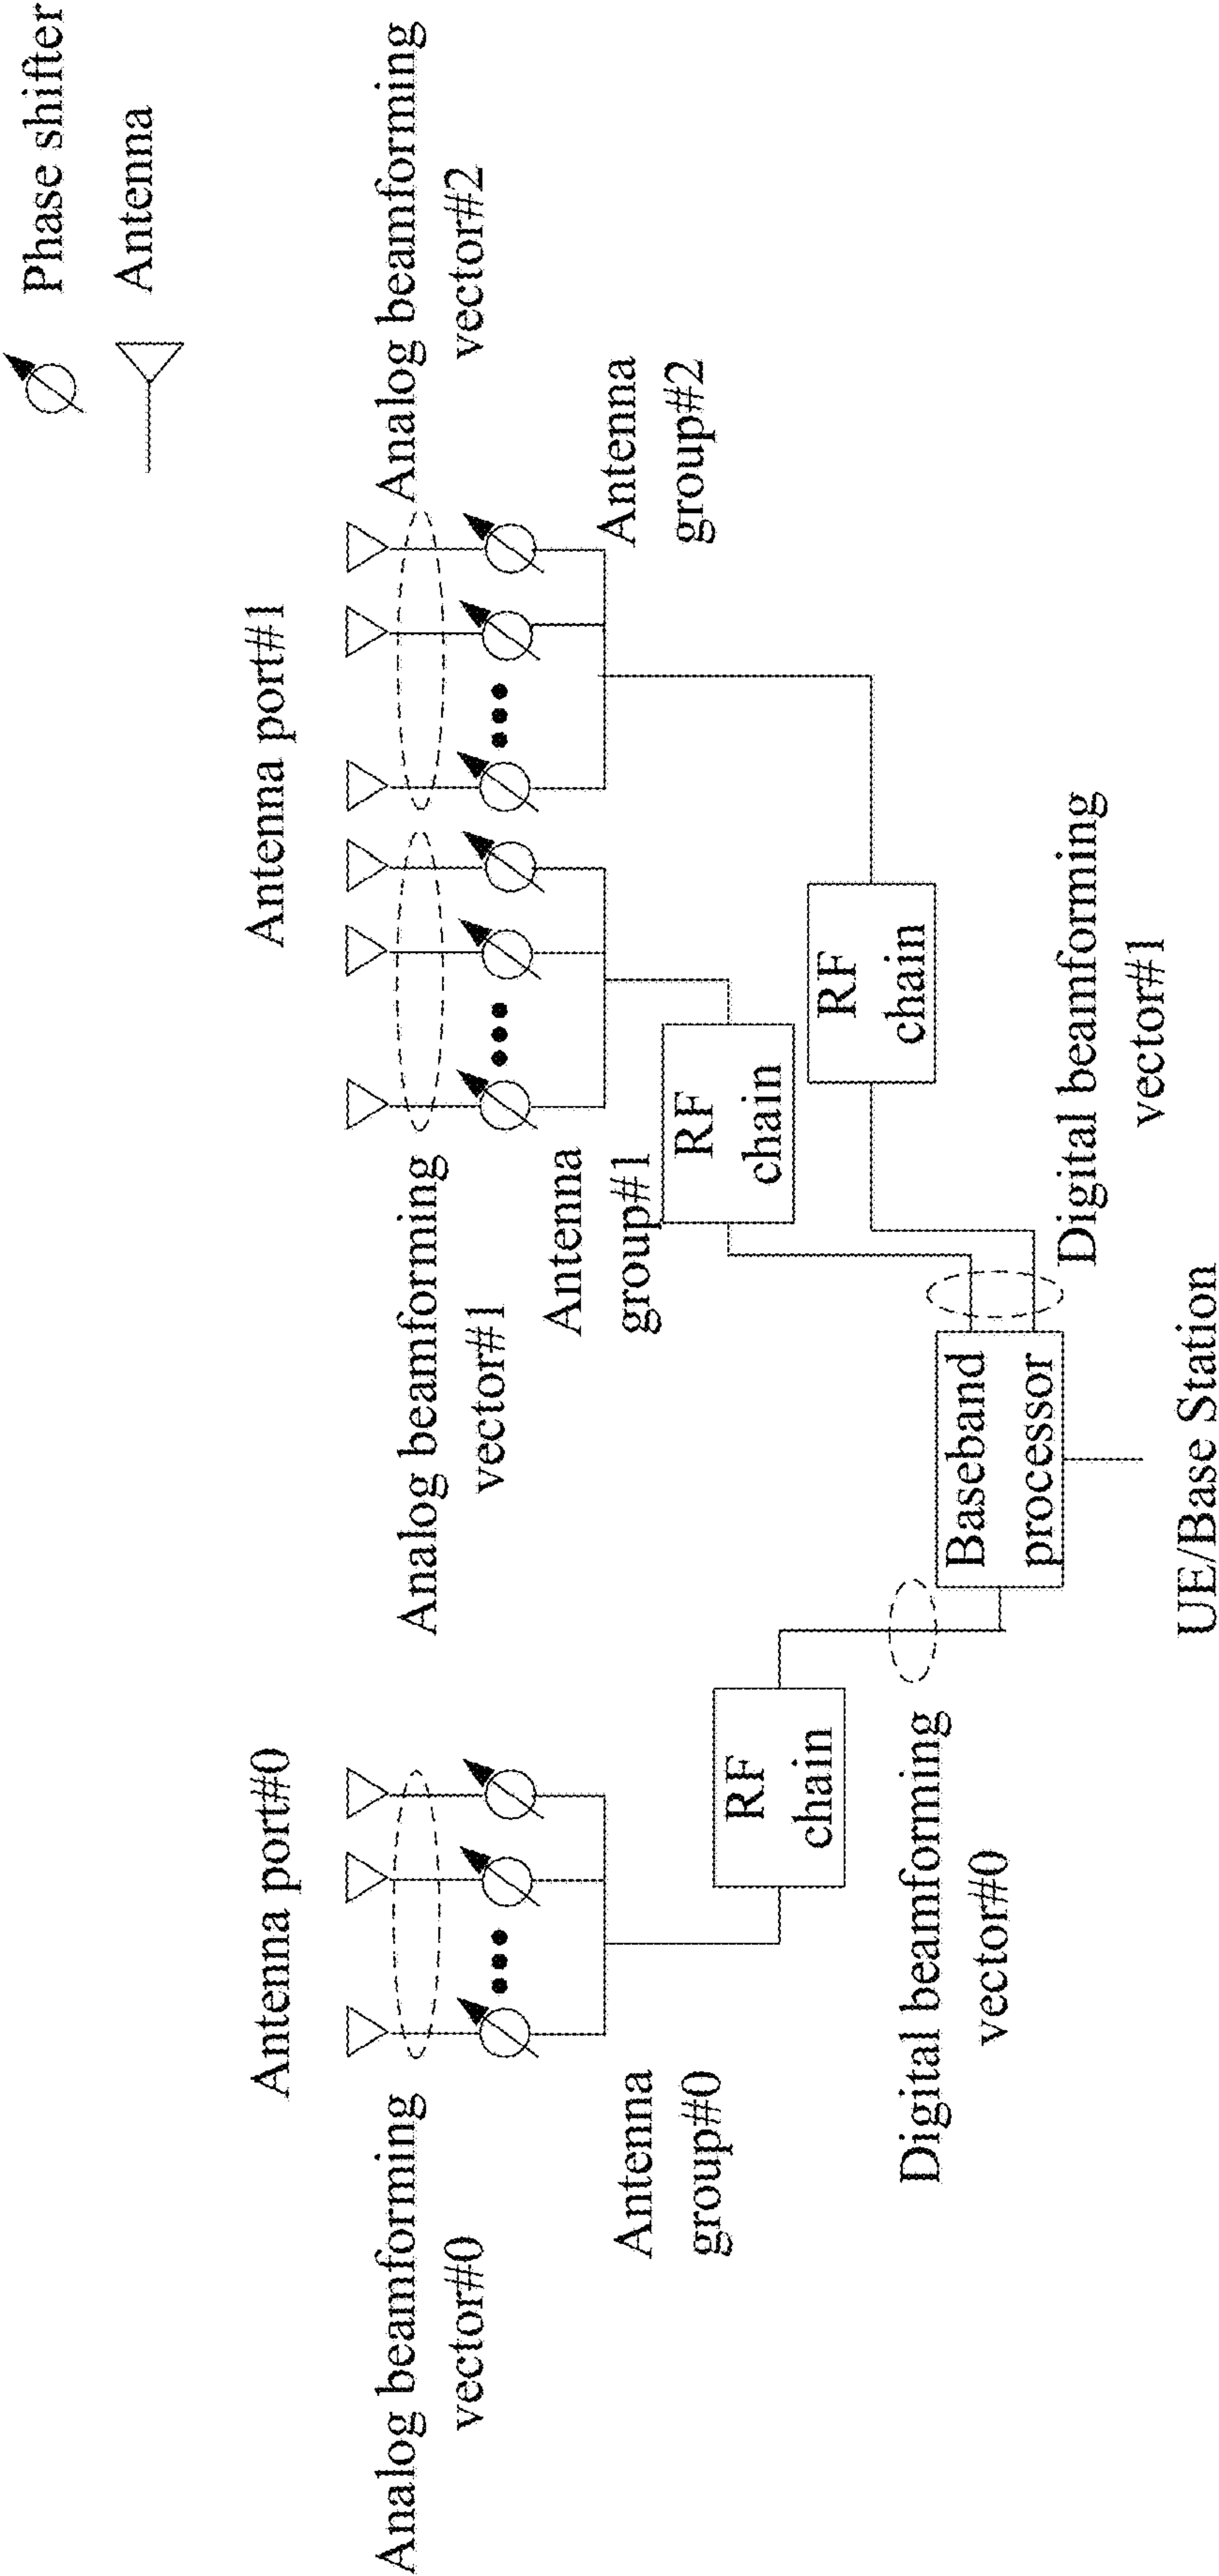 Phase shifter
Antenna
Antenna port#0
Antenna port#1
Analog beamforming
vector#0
Analog beamforming
vector#1
Analog beamforming
vector#2
Antenna
group#0
Antenna
group#1
Antenna
group#2
RF
chain
RF
chain
RF
chain
Digital beamforming
vector#0
Baseband
processor
Digital beamforming
vector#1
UE/Base Station